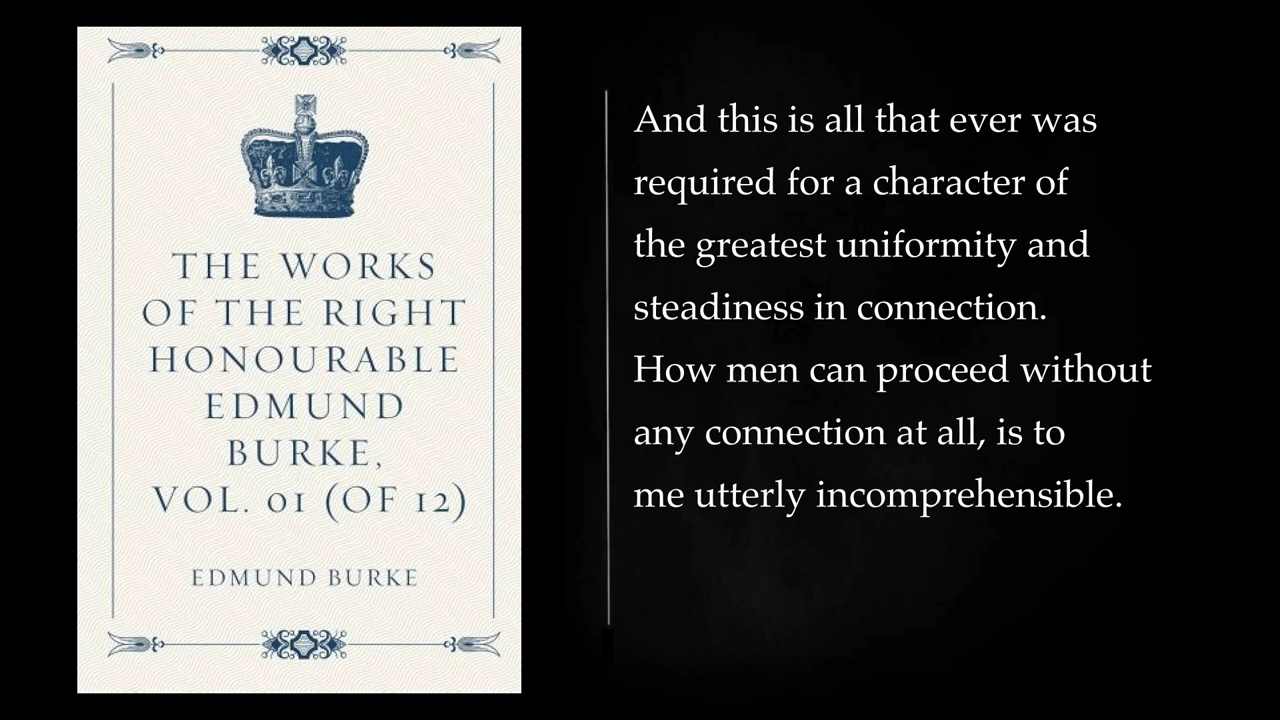 THE WORKS
OF THE RIGHT
HONOURABLE
EDMUND
BURKE,
VOL. 01 (OF 12)
EDMUND BURKE
And this is all that ever was
required for a character of
the greatest uniformity and
steadiness in connection.
How men can proceed without
any connection at all, is to
me utterly incomprehensible.